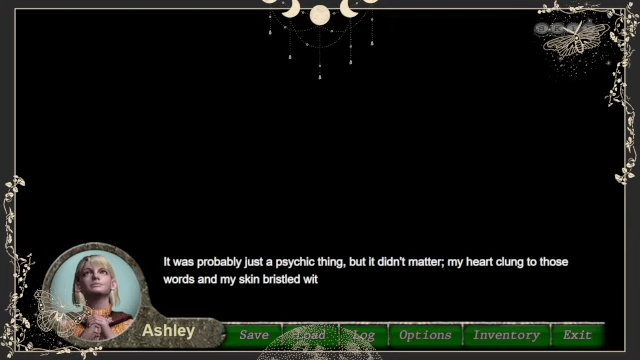 It was probably just a psychic thing, but it didn't matter; my heart clung to those
words and my skin bristled wit
Ashley
Save
Load
Log
Options
Inventory
Exit